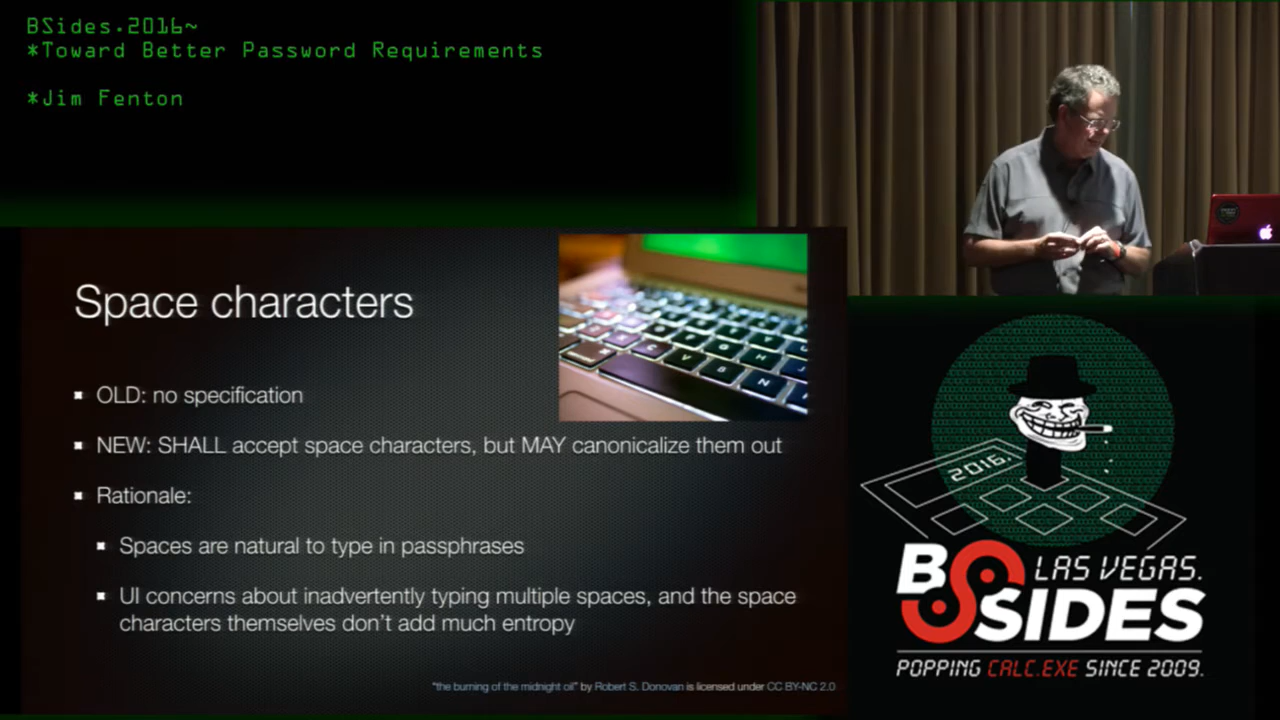 BSides.2016~
*Toward Better Password Requirements
*Jim Fenton
Space characters
OLD: no specification
NEW: SHALL accept space characters, but MAY canonicalize them out
Rationale:
Spaces are natural to type in passphrases
UI concerns about inadvertently typing multiple spaces, and the space
characters themselves don't add much entropy
"the burning of the midnight oil" by Robert S. Donovan is licensed under CC BY-NC 2.0
2016.
BSIDES
LAS VEGAS.
POPPING CALC.EXE SINCE 2009.